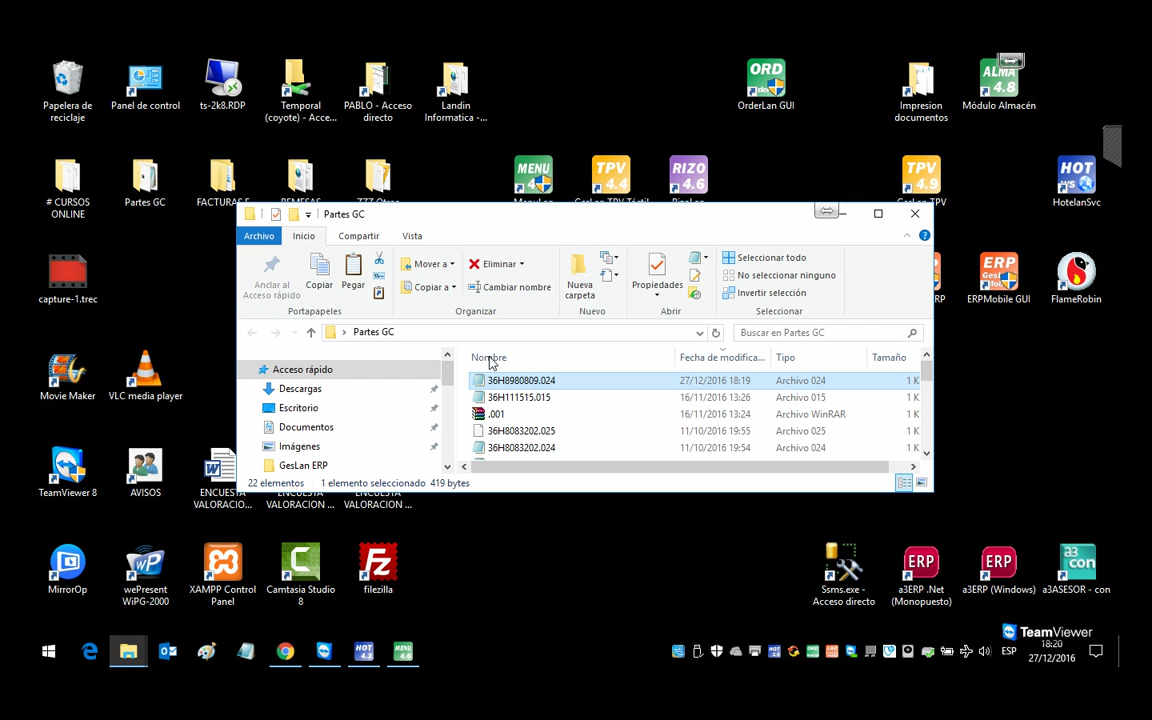 Papelera de
reciclaje
Panel de control
ts-2k8.RDP
Temporal
(coyote) - Acce...
PABLO - Acceso
directo
Landin
Informatica -...
ORD
OrderLan GUI
Impresion
documentos
ALMA
4.8
Módulo Almacén
# CURSOS
ONLINE
Partes GC
MENU
TPV
4.4
RIZO
4.6
TPV
4.9
HOT
ws
HotelanSvc
Partes GC
Archivo
Inicio
Compartir
Vista
Anclar al
Acceso rápido
Copiar
Pegar
Portapapeles
Mover a
Copiar a
Eliminar
Cambiar nombre
Organizar
Nueva
carpeta
Nuevo
Propiedades
Abrir
Seleccionar todo
No seleccionar ninguno
Invertir selección
Seleccionar
Partes GC
Buscar en Partes GC
Nombre Fecha de modifica... Tipo Tamaño
36H8980809.024 27/12/2016 18:19 Archivo 024 1 K
36H111515.015 16/11/2016 13:26 Archivo 015 1 K
.001 16/11/2016 13:24 Archivo WinRAR 1 K
36H8083202.025 11/10/2016 19:55 Archivo 025 1 K
36H8083202.024 11/10/2016 19:54 Archivo 024 1 K
Acceso rápido
Descargas
Escritorio
Documentos
Imágenes
GesLan ERP
22 elementos 1 elemento seleccionado 419 bytes
capture-1.trec
ERP
ERPMobile GUI
FlameRobin
Movie Maker
VLC media player
TeamViewer 8
AVISOS
ENCUESTA
VALORACION...
ENCUESTA
VALORACION ...
ENCUESTA
VALORACION ...
MirrorOp
wP
wePresent
WiPG-2000
XAMPP Control
Panel
Camtasia Studio
8
Fz
filezilla
Ssms.exe -
Acceso directo
ERP
a3ERP .Net
(Monopuesto)
ERP
a3ERP (Windows)
a3
con
a3ASESOR - con
TeamViewer
ESP
18:20
27/12/2016